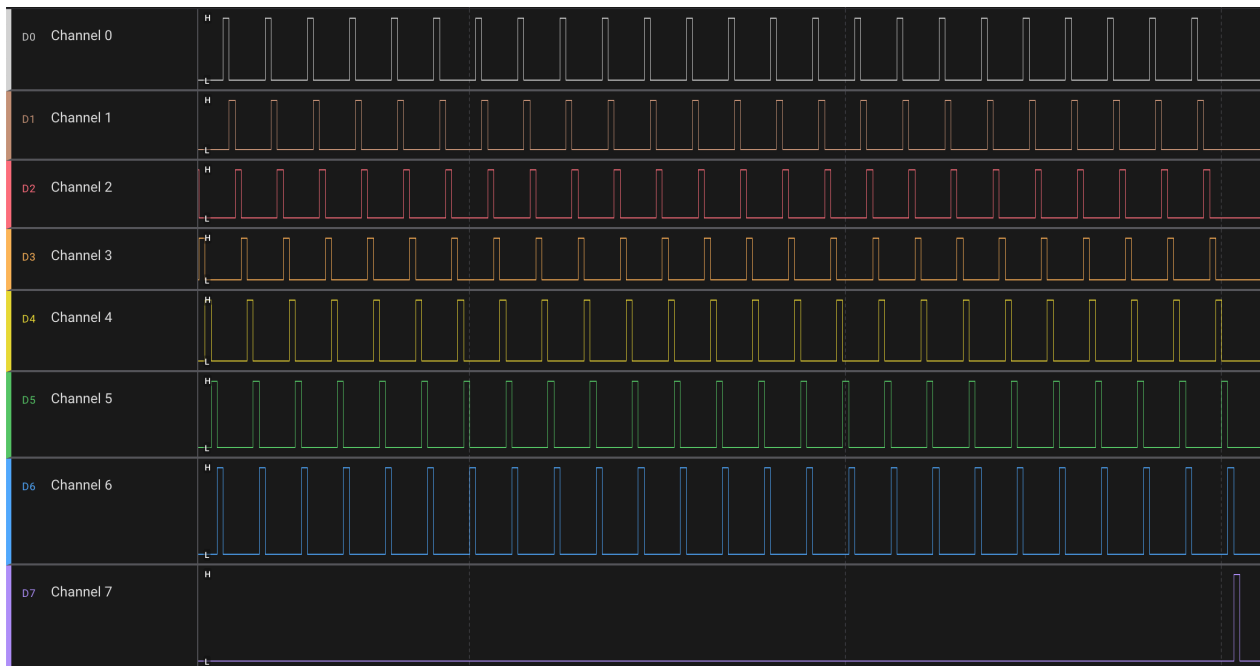 H
D0 Channel 0
L
H
D1 Channel 1
L
H
D2 Channel 2
L
H
D3 Channel 3
L
H
D4 Channel 4
L
H
D5 Channel 5
L
H
D6 Channel 6
L
H
D7 Channel 7
L